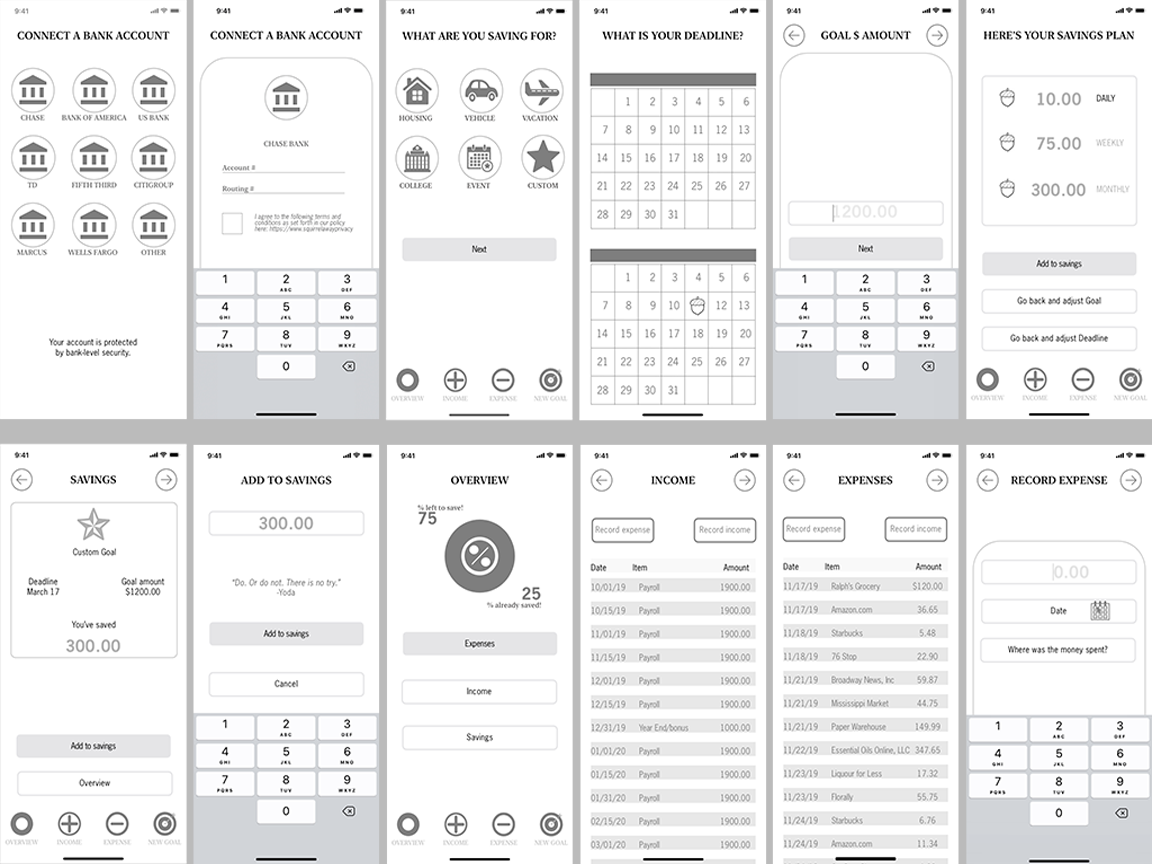 9:41
CONNECT A BANK ACCOUNT
CHASE
BANK OF AMERICA
US BANK
TD
FIFTH THIRD
CITIGROUP
MARCUS
WELLS FARGO
OTHER
Your account is protected
by bank-level security.
9:41
CONNECT A BANK ACCOUNT
CHASE BANK
Account #
Routing #
I agree to the following terms and
conditions as set forth in our policy
here: https://www.squirrelawayprivacy
1
2 ABC
3 DEF
4 GHI
5 JKL
6 MNO
7 PQRS
8 TUV
9 WXYZ
0
9:41
WHAT ARE YOU SAVING FOR?
HOUSING
VEHICLE
VACATION
COLLEGE
EVENT
CUSTOM
Next
OVERVIEW
INCOME
EXPENSE
NEW GOAL
9:41
WHAT IS YOUR DEADLINE?
1 2 3 4 5 6
7 8 9 10 11 12 13
14 15 16 17 18 19 20
21 22 23 24 25 26 27
28 29 30 31
1 2 3 4 5 6
7 8 9 10 12 13
14 15 16 17 18 19 20
21 22 23 24 25 26 27
28 29 30 31
9:41
GOAL $ AMOUNT
1200.00
Next
1
2 ABC
3 DEF
4 GHI
5 JKL
6 MNO
7 PQRS
8 TUV
9 WXYZ
0
9:41
HERE'S YOUR SAVINGS PLAN
10.00 DAILY
75.00 WEEKLY
300.00 MONTHLY
Add to savings
Go back and adjust Goal
Go back and adjust Deadline
OVERVIEW
INCOME
EXPENSE
NEW GOAL
9:41
SAVINGS
Custom Goal
Deadline
March 17
Goal amount
$1200.00
You've saved
300.00
Add to savings
Overview
OVERVIEW
INCOME
EXPENSE
NEW GOAL
9:41
ADD TO SAVINGS
300.00
"Do. Or do not. There is no try."
-Yoda
Add to savings
Cancel
1
2 ABC
3 DEF
4 GHI
5 JKL
6 MNO
7 PQRS
8 TUV
9 WXYZ
0
9:41
OVERVIEW
% left to save!
75
25
% already saved!
Expenses
Income
Savings
OVERVIEW
INCOME
EXPENSE
NEW GOAL
9:41
INCOME
Record expense
Record income
Date Item Amount
10/01/19 Payroll 1900.00
10/15/19 Payroll 1900.00
11/01/19 Payroll 1900.00
11/15/19 Payroll 1900.00
12/01/19 Payroll 1900.00
12/15/19 Payroll 1900.00
12/31/19 Year End/bonus 1000.00
01/01/20 Payroll 1900.00
01/15/20 Payroll 1900.00
01/31/20 Payroll 1900.00
02/15/20 Payroll 1900.00
03/01/20 Payroll 1900.00
9:41
EXPENSES
Record expense
Record income
Date Item Amount
11/17/19 Ralph's Grocery $120.00
11/17/19 Amazon.com 36.65
11/18/19 Starbucks 5.48
11/18/19 76 Stop 22.90
11/21/19 Broadway News, Inc 59.87
11/21/19 Mississippi Market 44.75
11/21/19 Paper Warehouse 149.99
11/22/19 Essential Oils Online, LLC 347.65
11/23/19 Liquour for Less 17.32
11/23/19 Florally 55.75
11/24/19 Starbucks 6.76
11/24/19 Amazon.com 11.34
9:41
RECORD EXPENSE
0.00
Date
Where was the money spent?
1
2 ABC
3 DEF
4 GHI
5 JKL
6 MNO
7 PQRS
8 TUV
9 WXYZ
0